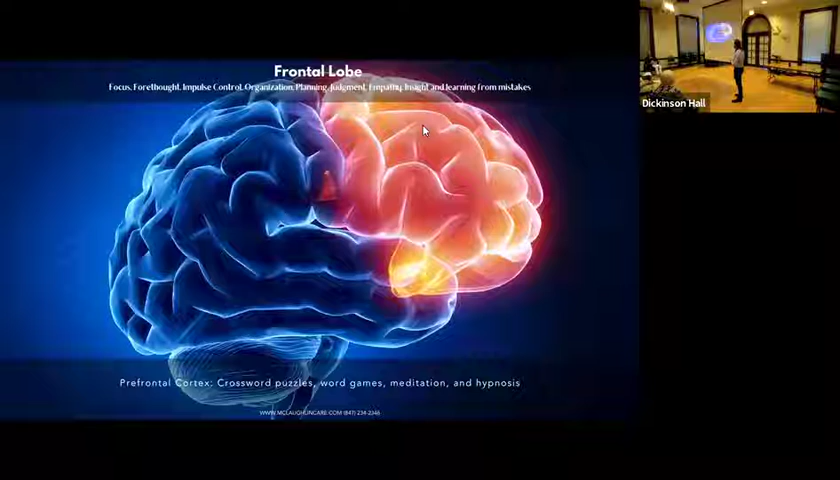 Frontal Lobe
Focus, Forethought, Impulse Control, Organization, Planning, Judgment, Empathy, Insight and learning from mistakes
Dickinson Hall
Prefrontal Cortex: Crossword puzzles, word games, meditation, and hypnosis
WWW.MCLAUGHLINCARE.COM (847) 234-2346